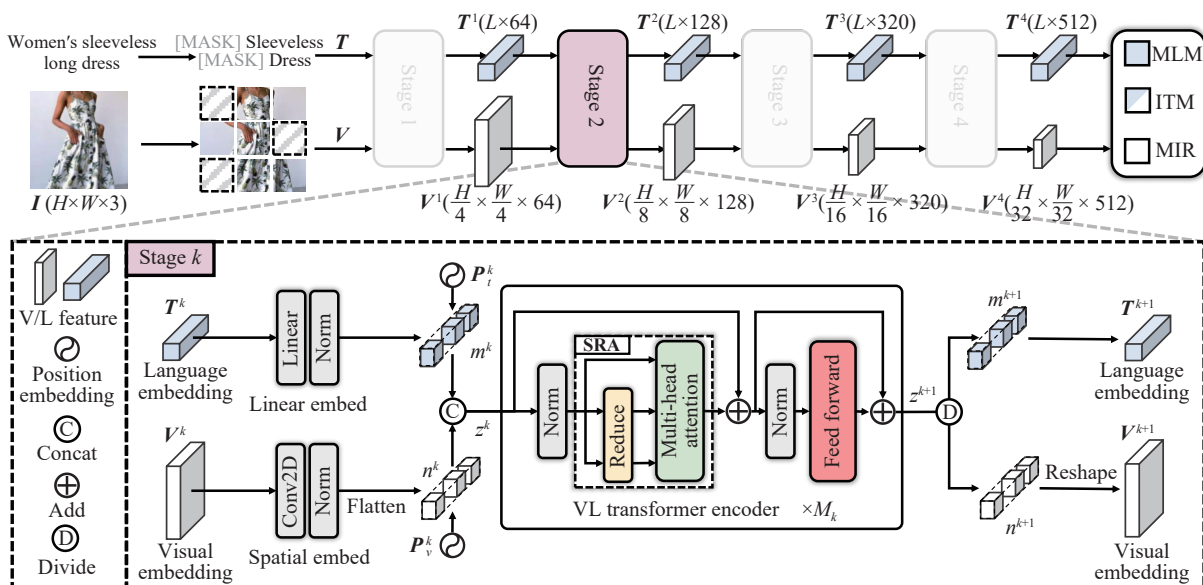 Women's sleeveless
long dress
[MASK] Sleeveless
[MASK] Dress
T
V
I (H×W×3)
Stage 1
T¹(L×64)
V¹(H/4 × W/4 × 64)
Stage 2
T²(L×128)
V²(H/8 × W/8 × 128)
Stage 3
T³(L×320)
V³(H/16 × W/16 × 320)
Stage 4
T⁴(L×512)
V⁴(H/32 × W/32 × 512)
MLM
ITM
MIR
V/L feature
Position
embedding
C
Concat
Add
D
Divide
Stage k
Tᵏ
Language
embedding
Linear
Norm
Linear embed
Vᵏ
Visual
embedding
Conv2D
Norm
Spatial embed
Flatten
P_t^k
mᵏ
C
zᵏ
nᵏ
P_v^k
Norm
SRA
Reduce
Multi-head
attention
Norm
Feed forward
VL transformer encoder ×M_k
zᵏ⁺¹
D
mᵏ⁺¹
Tᵏ⁺¹
Language
embedding
nᵏ⁺¹
Reshape
Vᵏ⁺¹
Visual
embedding